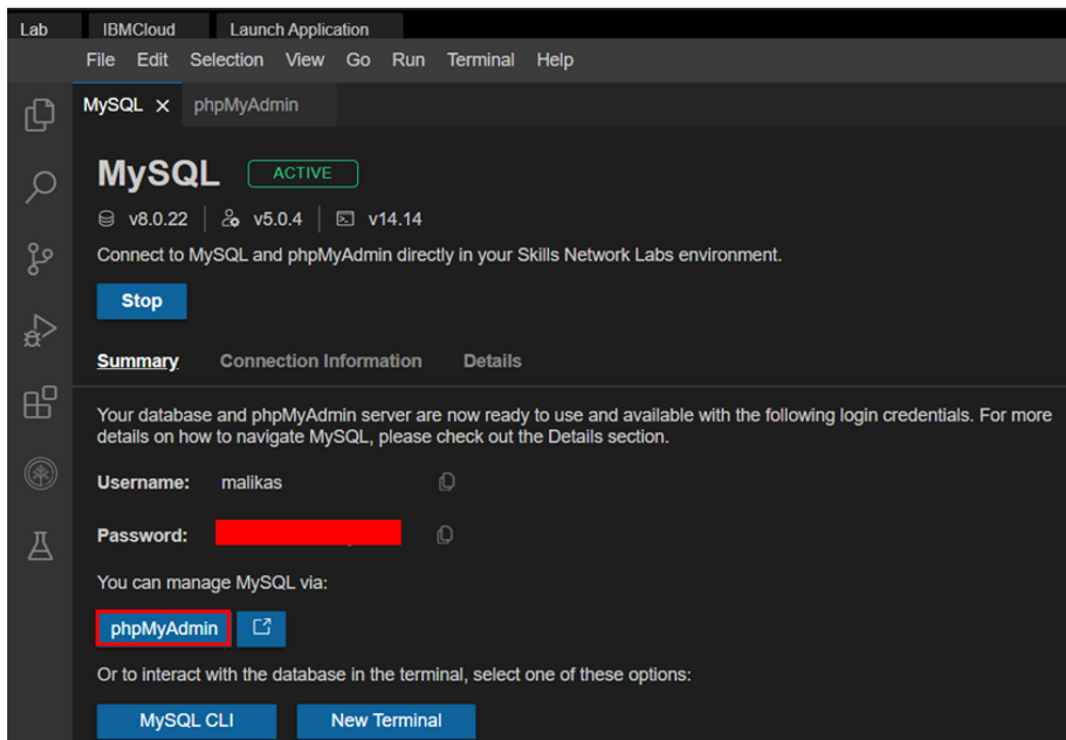 Lab IBMCloud Launch Application
File Edit Selection View Go Run Terminal Help
MySQL phpMyAdmin
MySQL ACTIVE
v8.0.22 v5.0.4 v14.14
Connect to MySQL and phpMyAdmin directly in your Skills Network Labs environment.
Stop
Summary Connection Information Details
Your database and phpMyAdmin server are now ready to use and available with the following login credentials. For more
details on how to navigate MySQL, please check out the Details section.
Username: malikas
Password:
You can manage MySQL via:
phpMyAdmin
Or to interact with the database in the terminal, select one of these options:
MySQL CLI New Terminal